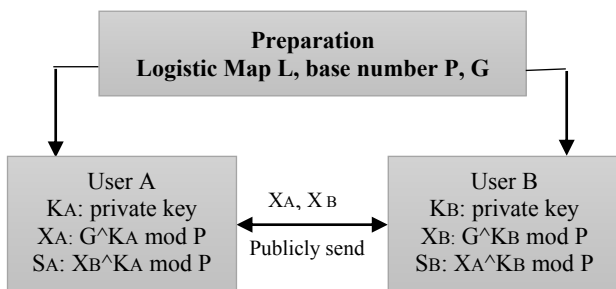 Preparation
Logistic Map L, base number P, G
User A
KA: private key
XA: G^KA mod P
SA: XB^KA mod P
XA, X B
Publicly send
User B
KB: private key
XB: G^KB mod P
SB: XA^KB mod P